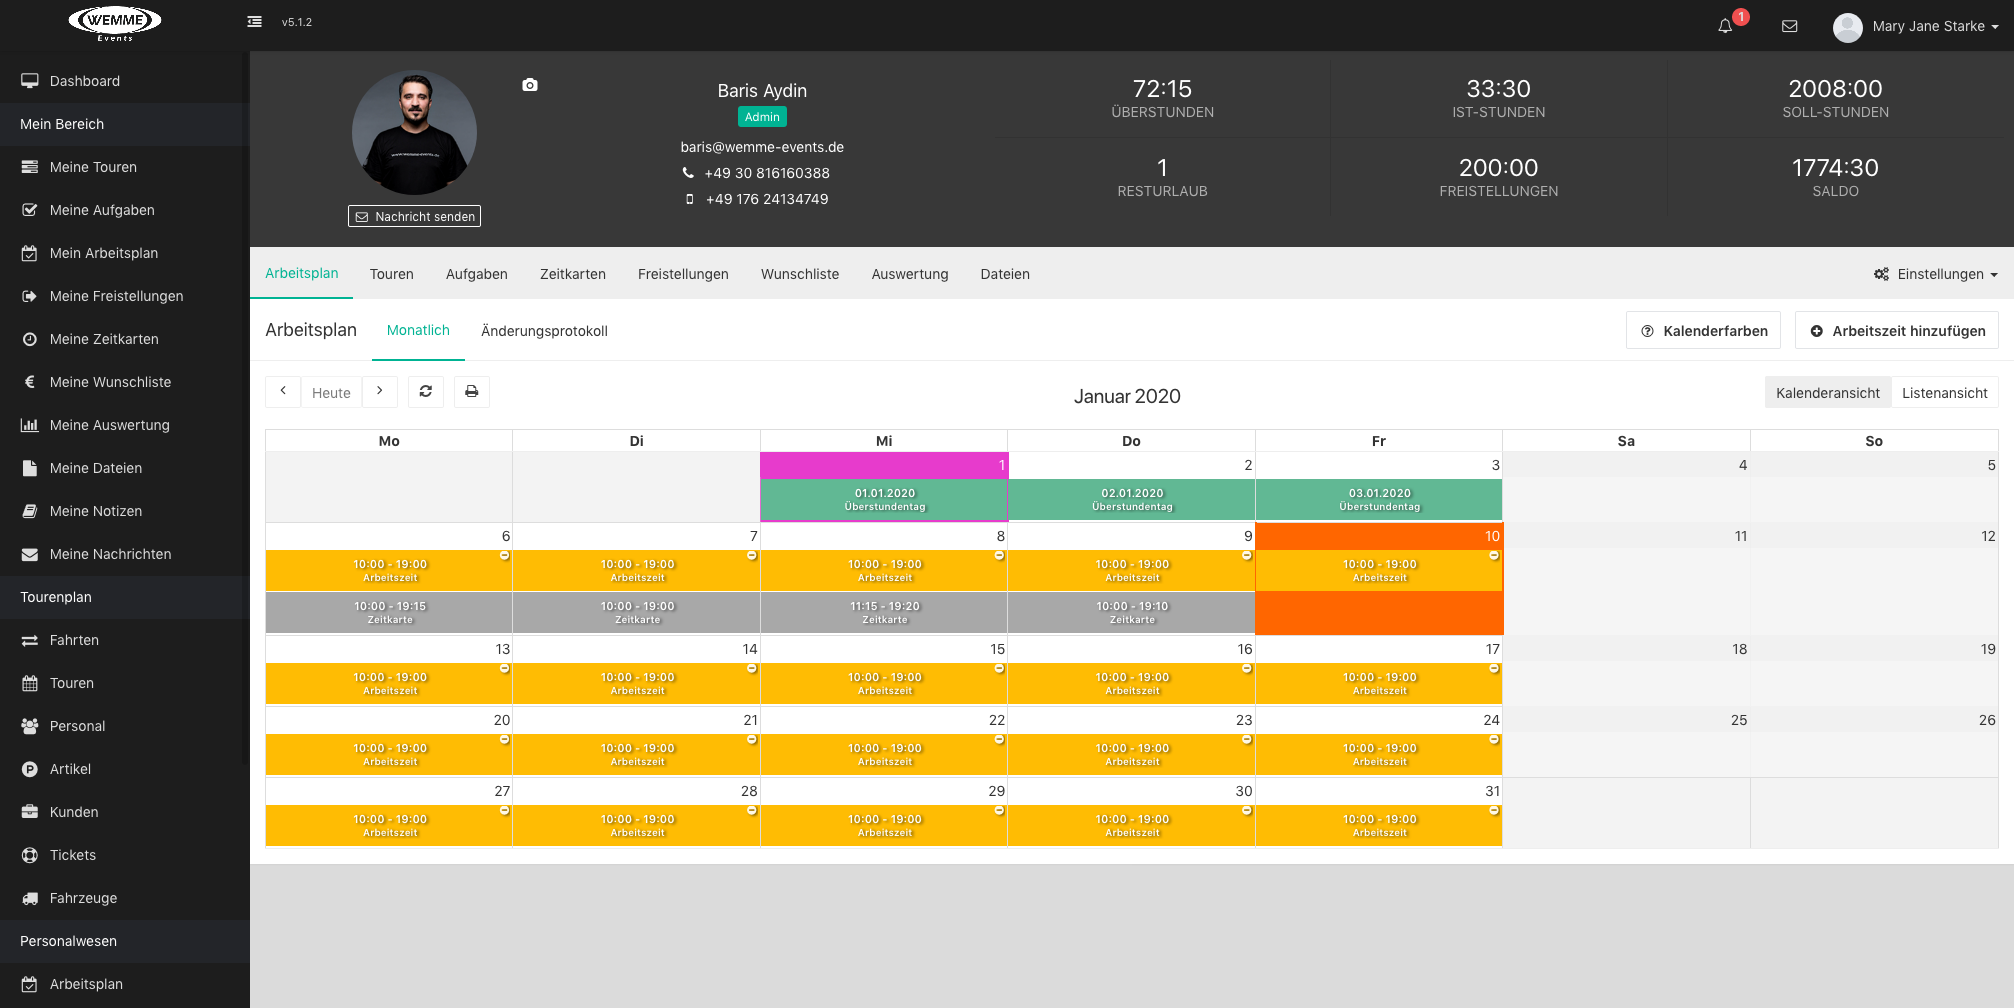 WEMME
Events
v5.1.2
1
Mary Jane Starke
Dashboard
Mein Bereich
Meine Touren
Meine Aufgaben
Mein Arbeitsplan
Meine Freistellungen
Meine Zeitkarten
Meine Wunschliste
Meine Auswertung
Meine Dateien
Meine Notizen
Meine Nachrichten
Tourenplan
Fahrten
Touren
Personal
Artikel
Kunden
Tickets
Fahrzeuge
Personalwesen
Arbeitsplan
www.wemme-events.de
Nachricht senden
Baris Aydin
Admin
baris@wemme-events.de
+49 30 816160388
+49 176 24134749
72:15
ÜBERSTUNDEN
33:30
IST-STUNDEN
2008:00
SOLL-STUNDEN
1
RESTURLAUB
200:00
FREISTELLUNGEN
1774:30
SALDO
Arbeitsplan Touren Aufgaben Zeitkarten Freistellungen Wunschliste Auswertung Dateien Einstellungen
Arbeitsplan Monatlich Änderungsprotokoll Kalenderfarben Arbeitszeit hinzufügen
Heute Januar 2020 Kalenderansicht Listenansicht
Mo Di Mi Do Fr Sa So
1 2 3 4 5
01.01.2020 02.01.2020 03.01.2020
Überstundentag Überstundentag Überstundentag
6 7 8 9 10 11 12
10:00 - 19:00 10:00 - 19:00 10:00 - 19:00 10:00 - 19:00 10:00 - 19:00
Arbeitszeit Arbeitszeit Arbeitszeit Arbeitszeit Arbeitszeit
10:00 - 19:15 10:00 - 19:00 11:15 - 19:20 10:00 - 19:10
Zeitkarte Zeitkarte Zeitkarte Zeitkarte
13 14 15 16 17 18 19
10:00 - 19:00 10:00 - 19:00 10:00 - 19:00 10:00 - 19:00 10:00 - 19:00
Arbeitszeit Arbeitszeit Arbeitszeit Arbeitszeit Arbeitszeit
20 21 22 23 24 25 26
10:00 - 19:00 10:00 - 19:00 10:00 - 19:00 10:00 - 19:00 10:00 - 19:00
Arbeitszeit Arbeitszeit Arbeitszeit Arbeitszeit Arbeitszeit
27 28 29 30 31
10:00 - 19:00 10:00 - 19:00 10:00 - 19:00 10:00 - 19:00 10:00 - 19:00
Arbeitszeit Arbeitszeit Arbeitszeit Arbeitszeit Arbeitszeit